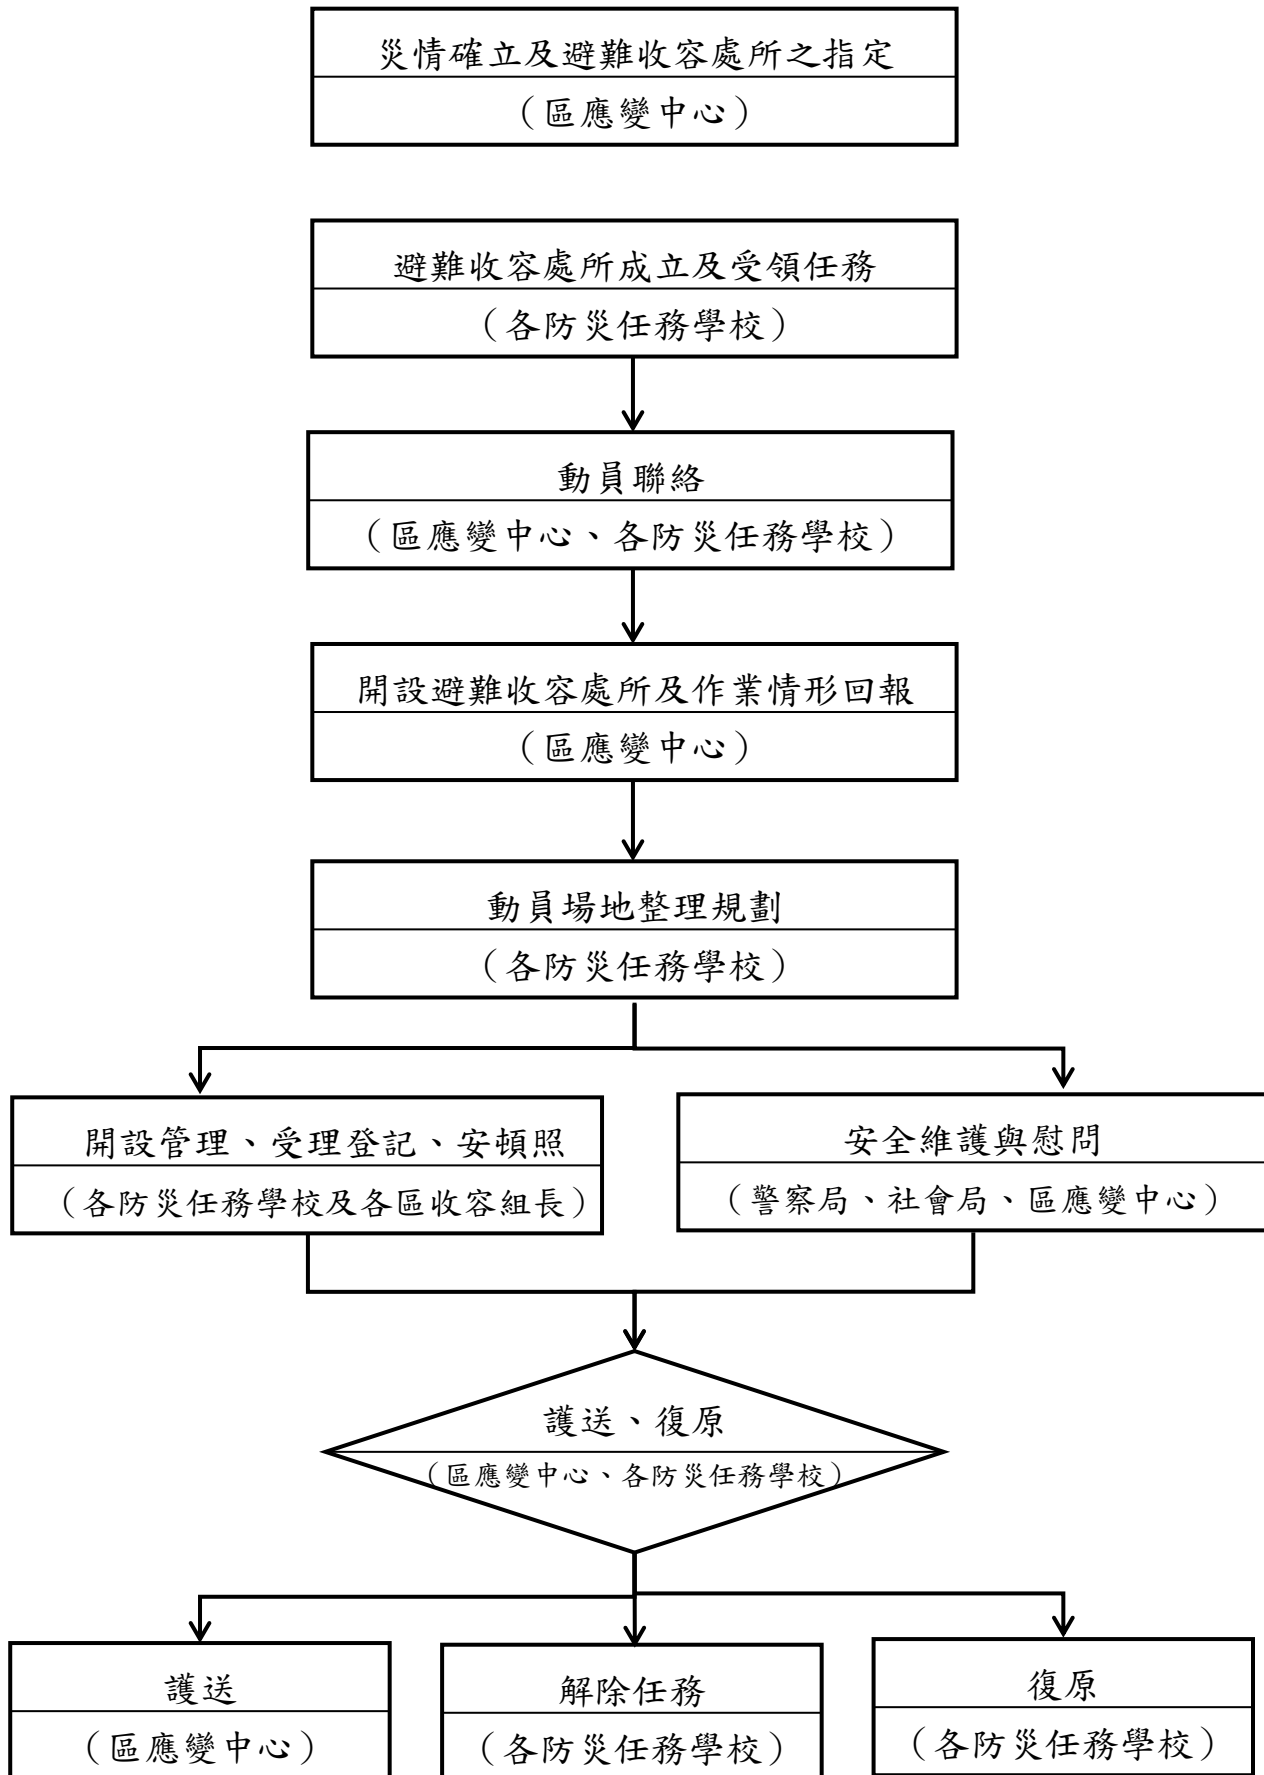 災情確立及避難收容處所之指定
（區應變中心）
避難收容處所成立及受領任務
（各防災任務學校）
動員聯絡
（區應變中心、各防災任務學校）
開設避難收容處所及作業情形回報
（區應變中心）
動員場地整理規劃
（各防災任務學校）
開設管理、受理登記、安頓照
（各防災任務學校及各區收容組長）
安全維護與慰問
（警察局、社會局、區應變中心）
護送、復原
（區應變中心、各防災任務學校）
護送
（區應變中心）
解除任務
（各防災任務學校）
復原
（各防災任務學校）